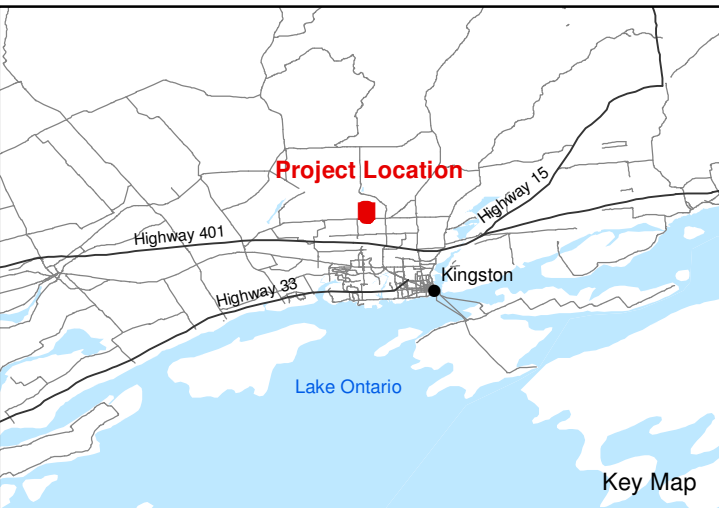 Project Location
Highway 15
Highway 401
Kingston
Highway 33
Lake Ontario
Key Map